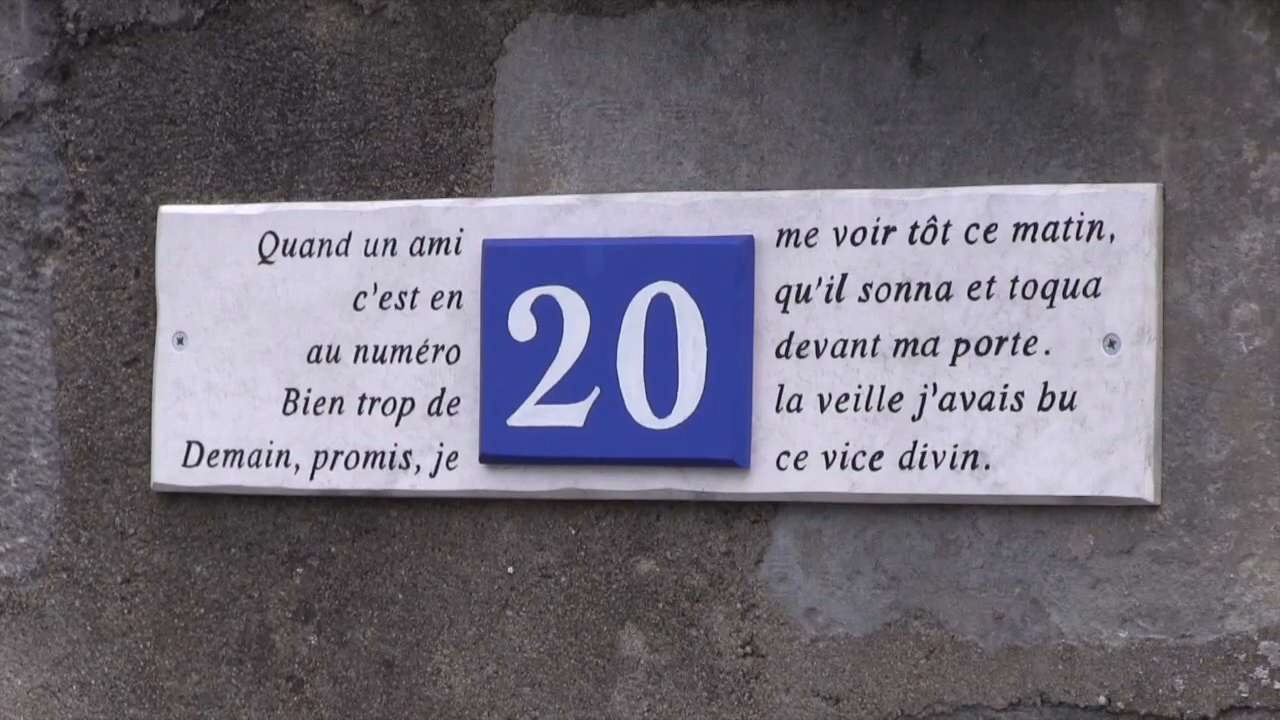 Quand un ami
c'est en
au numéro
Bien trop de
Demain, promis, je
20
me voir tôt ce matin,
qu'il sonna et toqua
devant ma porte.
la veille j'avais bu
ce vice divin.